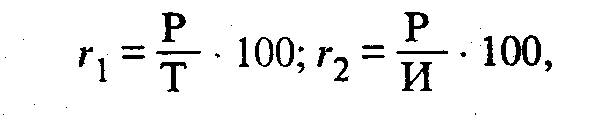 r₁ = Р/Т · 100; r₂ = Р/И · 100,